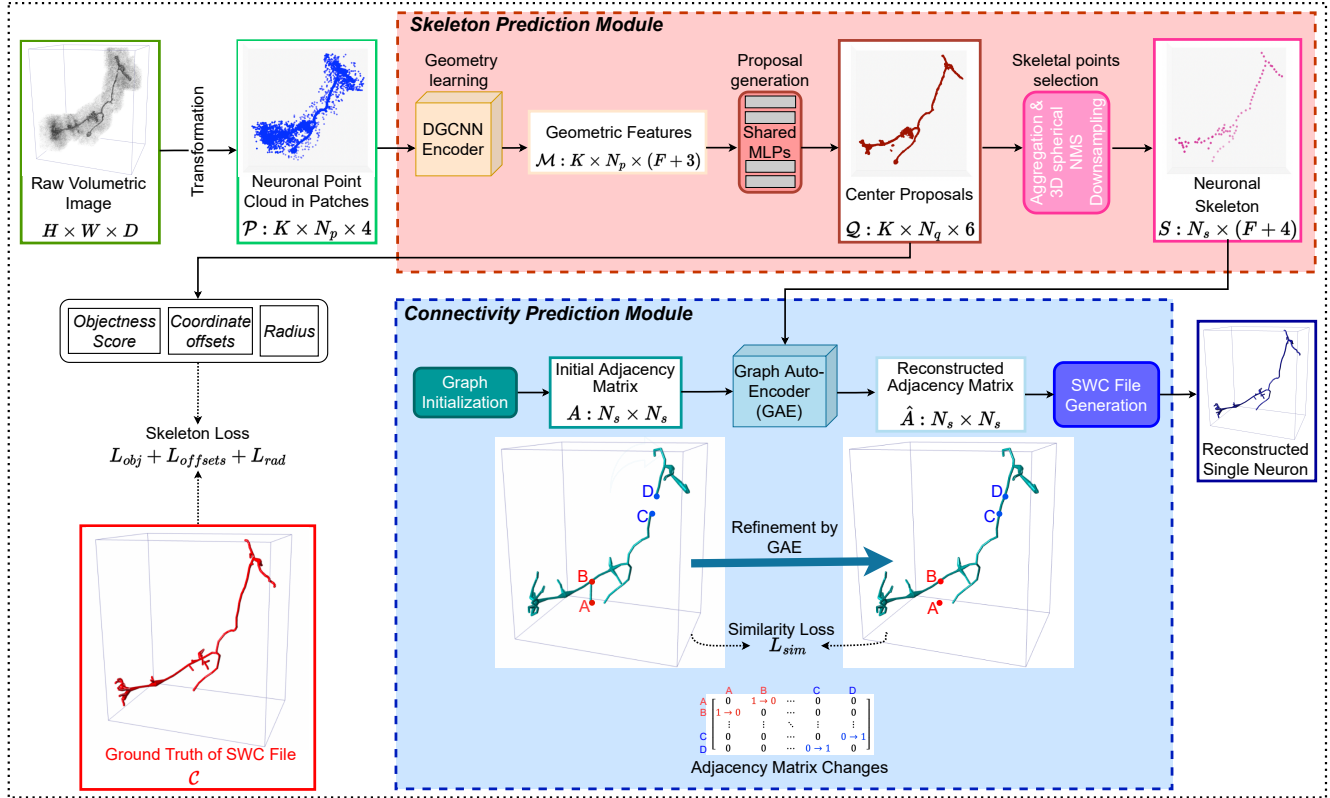 Skeleton Prediction Module
Raw Volumetric
Image
H × W × D
Transformation
Neuronal Point
Cloud in Patches
𝒫 : K × N_p × 4
Geometry
learning
DGCNN
Encoder
Geometric Features
ℳ : K × N_p × (F + 3)
Proposal
generation
Shared
MLPs
Center Proposals
𝒬 : K × N_q × 6
Skeletal points
selection
Aggregation &
3D spherical
NMS
Downsampling
Neuronal
Skeleton
S : N_s × (F + 4)
Objectness
Score
Coordinate
offsets
Radius
Skeleton Loss
L_obj + L_offsets + L_rad
Ground Truth of SWC File
𝒞
Connectivity Prediction Module
Graph
Initialization
Initial Adjacency
Matrix
A : N_s × N_s
Graph Auto-
Encoder
(GAE)
Reconstructed
Adjacency Matrix
Â : N_s × N_s
SWC File
Generation
Reconstructed
Single Neuron
D
C
B
A
Refinement by
GAE
D
C
B
A
Similarity Loss
L_sim
A B C D
A 0 1 → 0 ⋯ 0 0
B 1 → 0 0 ⋯ 0 0
⋮ ⋮ ⋱ ⋮ ⋮
C 0 0 ⋯ 0 0 → 1
D 0 0 ⋯ 0 → 1 0
Adjacency Matrix Changes